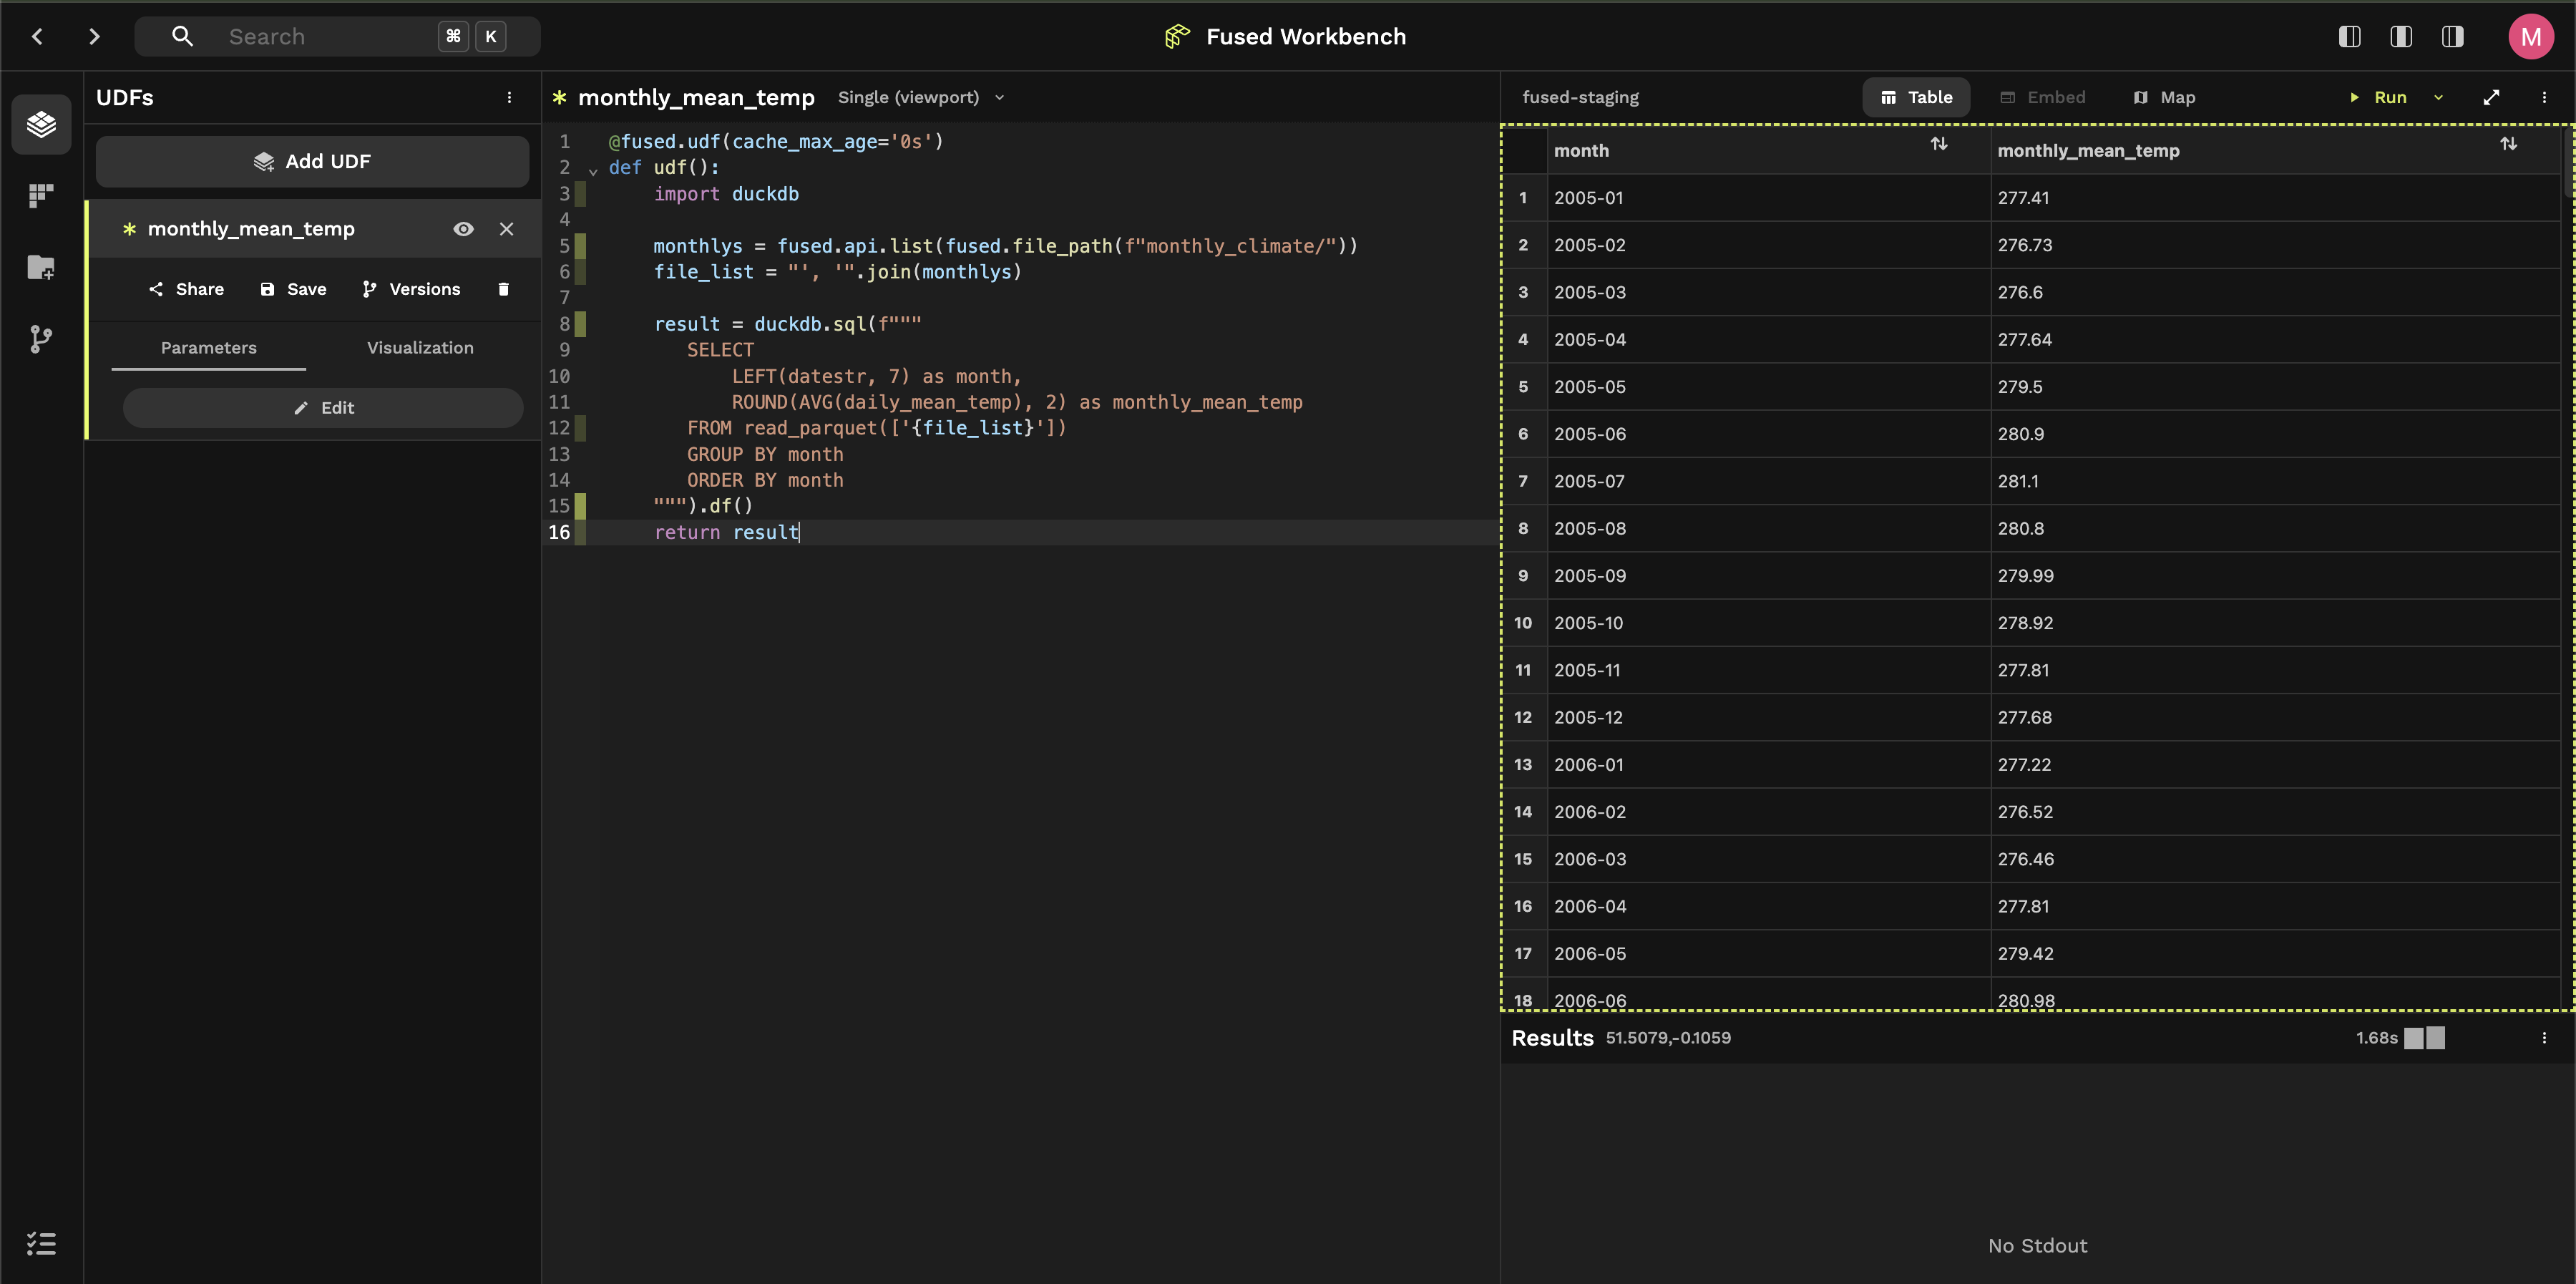 Search ⌘ K
Fused Workbench
M
UDFs
Add UDF
* monthly_mean_temp
Share Save Versions
Parameters Visualization
Edit
* monthly_mean_temp Single (viewport)
1 @fused.udf(cache_max_age='0s')
2 def udf():
3 import duckdb
4
5 monthlys = fused.api.list(fused.file_path(f"monthly_climate/"))
6 file_list = "', '".join(monthlys)
7
8 result = duckdb.sql(f"""
9 SELECT
10 LEFT(datestr, 7) as month,
11 ROUND(AVG(daily_mean_temp), 2) as monthly_mean_temp
12 FROM read_parquet(['{file_list}'])
13 GROUP BY month
14 ORDER BY month
15 """).df()
16 return result
fused-staging Table Embed Map Run
month monthly_mean_temp
1 2005-01 277.41
2 2005-02 276.73
3 2005-03 276.6
4 2005-04 277.64
5 2005-05 279.5
6 2005-06 280.9
7 2005-07 281.1
8 2005-08 280.8
9 2005-09 279.99
10 2005-10 278.92
11 2005-11 277.81
12 2005-12 277.68
13 2006-01 277.22
14 2006-02 276.52
15 2006-03 276.46
16 2006-04 277.81
17 2006-05 279.42
18 2006-06 280.98
Results 51.5079,-0.1059 1.68s
No Stdout